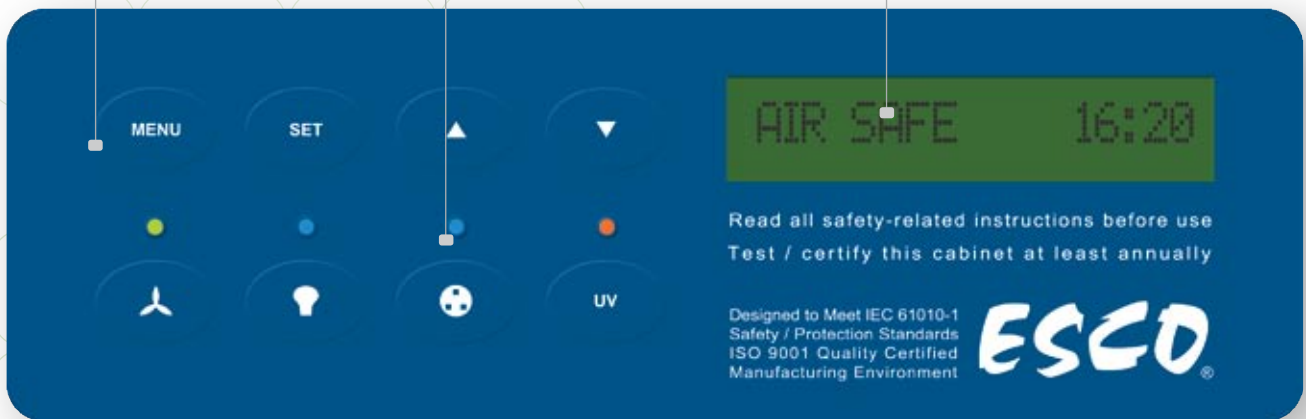 MENU SET ▲ ▼
AIR SAFE 16:20
UV
Read all safety-related instructions before use
Test / certify this cabinet at least annually
Designed to Meet IEC 61010-1
Safety / Protection Standards
ISO 9001 Quality Certified
Manufacturing Environment
ESCO®